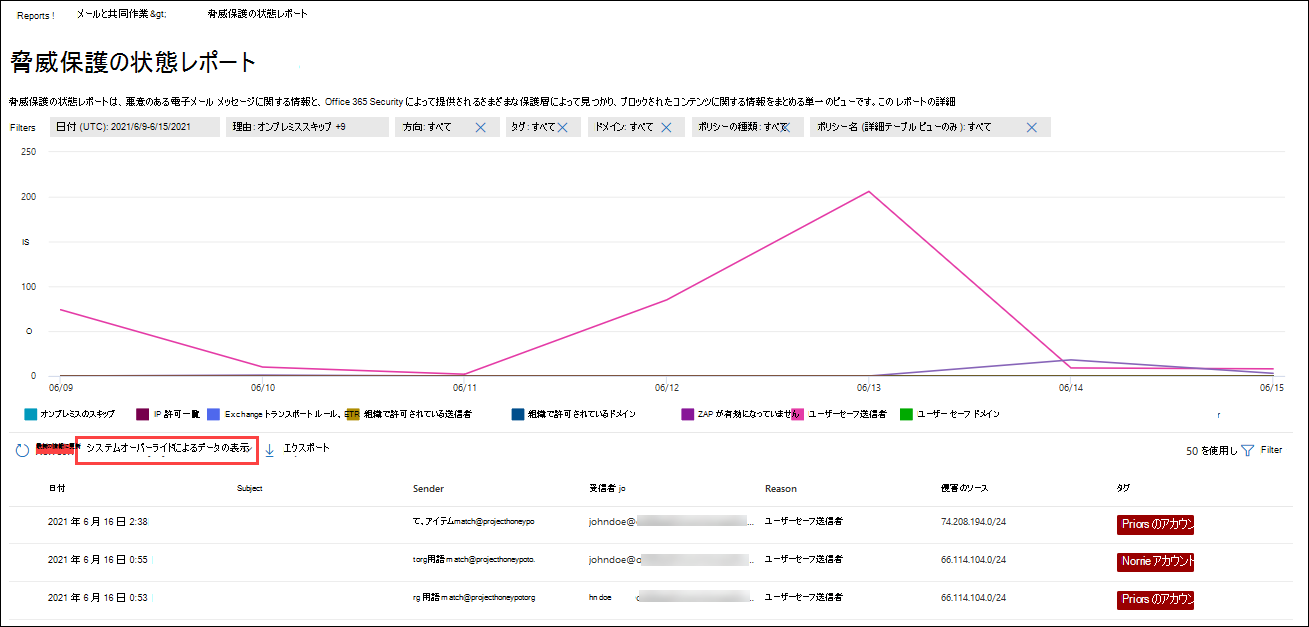 Reports ! メールと共同作業 &gt; 脅威保護の状態レポート
脅威保護の状態レポート
脅威保護の状態レポートは、悪意のある電子メール メッセージに関する情報と、Office 365 Security によって提供されるさまざまな保護層によって見つかり、ブロックされたコンテンツに関する情報をまとめる単一のビューです。この レポートの詳細
Filters 日付 (UTC): 2021/6/9-6/15/2021 理由: オンプレミススキップ +9 方向: すべて タグ: すべて ドメイン: すべて ポリシーの種類: すべて ポリシー名 (詳細テーブル ビューのみ ): すべて
250
200
IS
100
O
0
06/09 06/10 06/11 06/12 06/13 06/14 06/15
オンプレミスのスキップ IP 許可一覧 Exchange トランスポート ルール、ETR 組織で許可されている送信者 組織で許可されているドメイン ZAP が有効になっていません ユーザー セーフ送信者 ユーザー セーフ ドメイン r
システムオーバーライドによるデータの表示 エクスポート 50 を使用し Filter
日付 Subject Sender 受信者 jo Reason 侵害のソース タグ
2021 年 6 月 16 日 2:38 て、アイテムmatch@projecthoneypo johndoe@ ... ユーザーセーフ送信者 74.208.194.0/24 Priors のアカウン
2021 年 6 月 16 日 0:55 torg用語 match@projecthoneypoto. johndoe@o .. ユーザーセーフ送信者 66.114.104.0/24 Norrie アカウント
2021 年 6 月 16 日 0:53 rg 用語 match@projecthoneypotorg hn doe c .. ユーザーセーフ送信者 66.114.104.0/24 Priors のアカウン